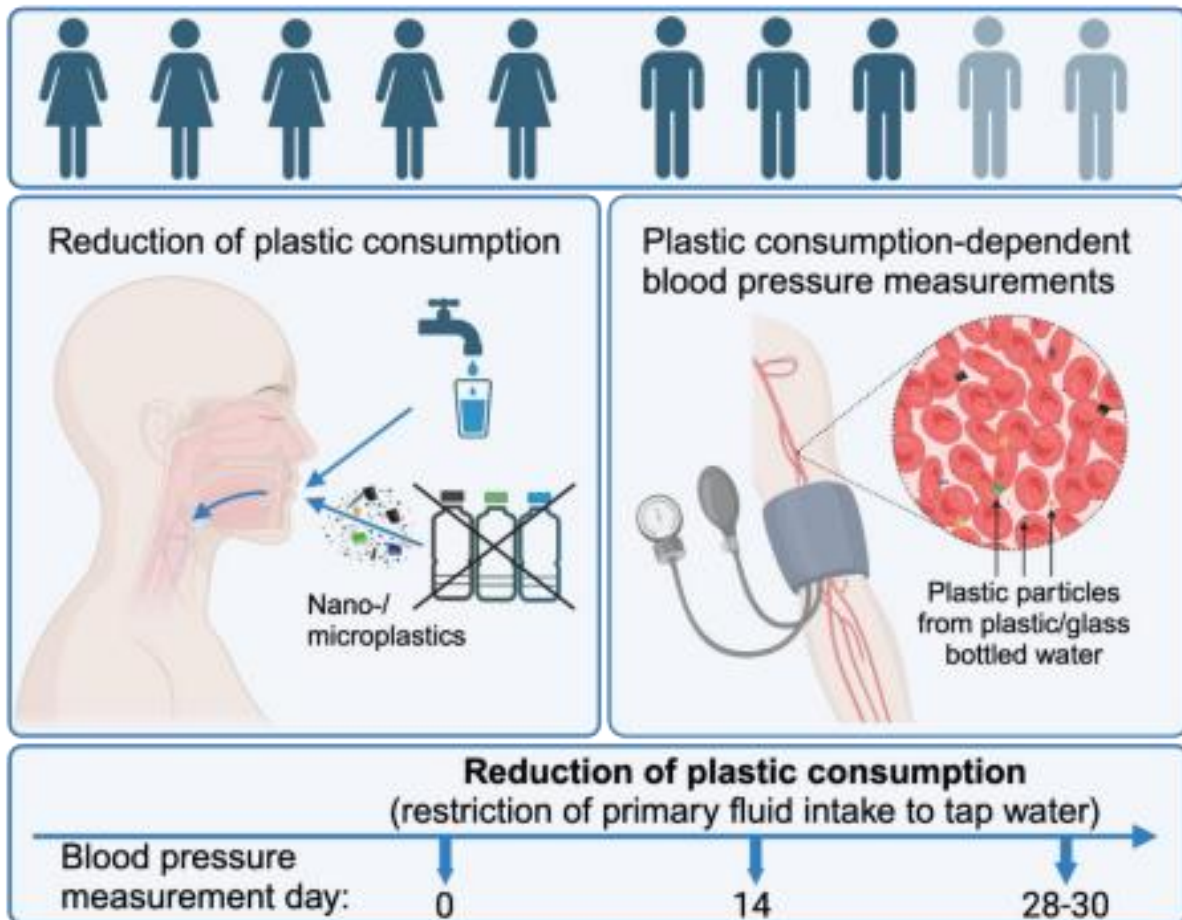 Reduction of plastic consumption
Nano-/
microplastics
Plastic consumption-dependent
blood pressure measurements
Plastic particles
from plastic/glass
bottled water
Reduction of plastic consumption
(restriction of primary fluid intake to tap water)
Blood pressure
measurement day: 0 14 28-30